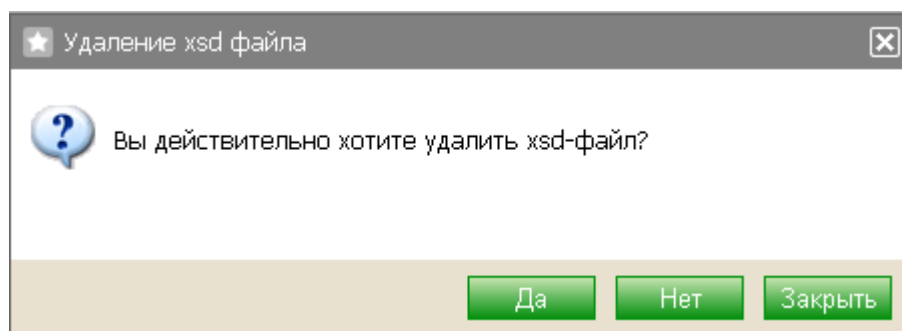 Удаление xsd файла
Вы действительно хотите удалить xsd-файл?
Да Нет Закрыть